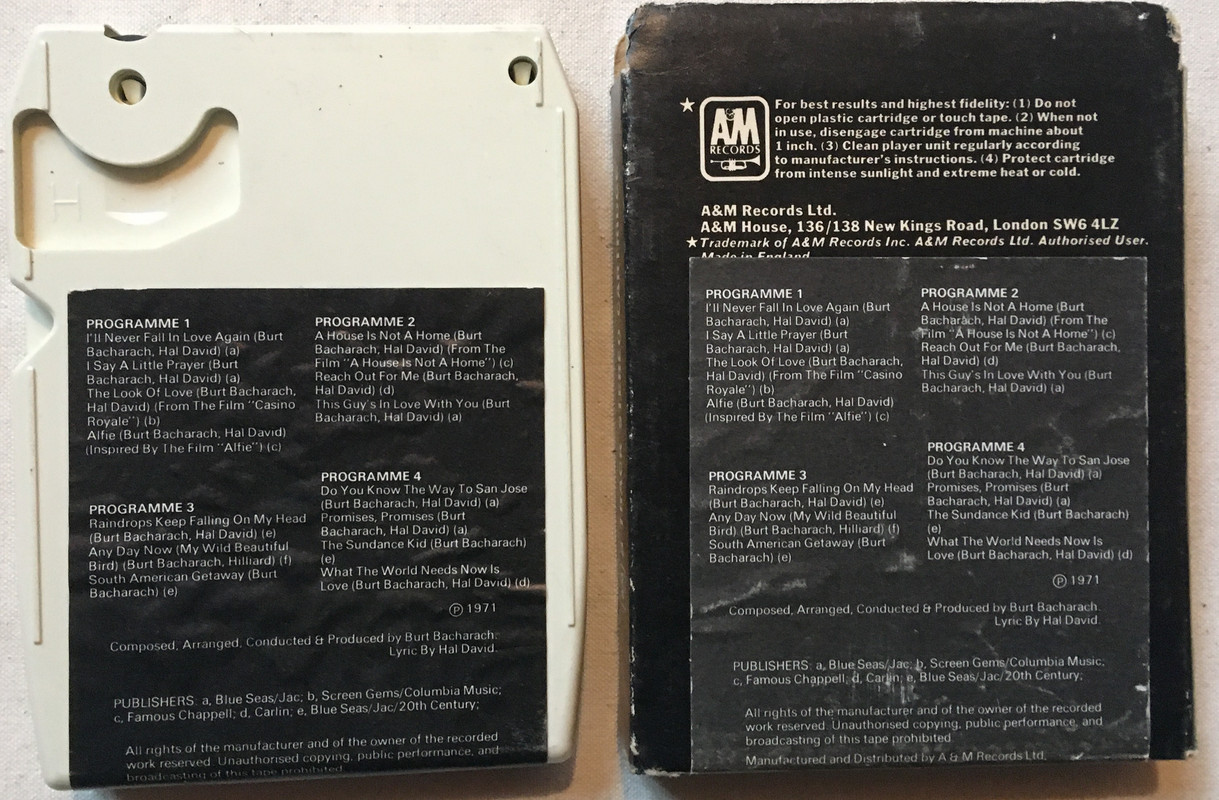 H
PROGRAMME 1
I'll Never Fall In Love Again (Burt
Bacharach, Hal David) (a)
I Say A Little Prayer (Burt
Bacharach, Hal David) (a)
The Look Of Love (Burt Bacharach,
Hal David) (From The Film "Casino
Royale") (b)
Alfie (Burt Bacharach, Hal David)
(Inspired By The Film "Alfie") (c)
PROGRAMME 2
A House Is Not A Home (Burt
Bacharach, Hal David) (From The
Film "A House Is Not A Home") (c)
Reach Out For Me (Burt Bacharach,
Hal David) (d)
This Guy's In Love With You (Burt
Bacharach, Hal David) (a)
PROGRAMME 3
Raindrops Keep Falling On My Head
(Burt Bacharach, Hal David) (e)
Any Day Now (My Wild Beautiful
Bird) (Burt Bacharach, Hilliard) (f)
South American Getaway (Burt
Bacharach) (e)
PROGRAMME 4
Do You Know The Way To San Jose
(Burt Bacharach, Hal David) (a)
Promises, Promises (Burt
Bacharach, Hal David) (a)
The Sundance Kid (Burt Bacharach)
(e)
What The World Needs Now Is
Love (Burt Bacharach, Hal David) (d)
℗ 1971
Composed, Arranged, Conducted & Produced by Burt Bacharach.
Lyric By Hal David.
PUBLISHERS: a, Blue Seas/Jac; b, Screen Gems/Columbia Music;
c, Famous Chappell; d, Carlin; e, Blue Seas/Jac/20th Century;
All rights of the manufacturer and of the owner of the recorded
work reserved. Unauthorised copying, public performance, and
broadcasting of this tape prohibited.
★ A&M RECORDS
For best results and highest fidelity: (1) Do not
open plastic cartridge or touch tape. (2) When not
in use, disengage cartridge from machine about
1 inch. (3) Clean player unit regularly according
to manufacturer's instructions. (4) Protect cartridge
from intense sunlight and extreme heat or cold.
A&M Records Ltd.
A&M House, 136/138 New Kings Road, London SW6 4LZ
★Trademark of A&M Records Inc. A&M Records Ltd. Authorised User.
Made in England
PROGRAMME 1
I'll Never Fall In Love Again (Burt
Bacharach, Hal David) (a)
I Say A Little Prayer (Burt
Bacharach, Hal David) (a)
The Look Of Love (Burt Bacharach,
Hal David) (From The Film "Casino
Royale") (b)
Alfie (Burt Bacharach, Hal David)
(Inspired By The Film "Alfie") (c)
PROGRAMME 2
A House Is Not A Home (Burt
Bacharach, Hal David) (From The
Film "A House Is Not A Home") (c)
Reach Out For Me (Burt Bacharach,
Hal David) (d)
This Guy's In Love With You (Burt
Bacharach, Hal David) (a)
PROGRAMME 3
Raindrops Keep Falling On My Head
(Burt Bacharach, Hal David) (e)
Any Day Now (My Wild Beautiful
Bird) (Burt Bacharach, Hilliard) (f)
South American Getaway (Burt
Bacharach) (e)
PROGRAMME 4
Do You Know The Way To San Jose
(Burt Bacharach, Hal David) (a)
Promises, Promises (Burt
Bacharach, Hal David) (a)
The Sundance Kid (Burt Bacharach)
(e)
What The World Needs Now Is
Love (Burt Bacharach, Hal David) (d)
℗ 1971
Composed, Arranged, Conducted & Produced by Burt Bacharach.
Lyric By Hal David.
PUBLISHERS: a, Blue Seas/Jac; b, Screen Gems/Columbia Music;
c, Famous Chappell; d, Carlin; e, Blue Seas/Jac/20th Century;
All rights of the manufacturer and of the owner of the recorded
work reserved. Unauthorised copying, public performance, and
broadcasting of this tape prohibited.
Manufactured and Distributed by A & M Records Ltd.